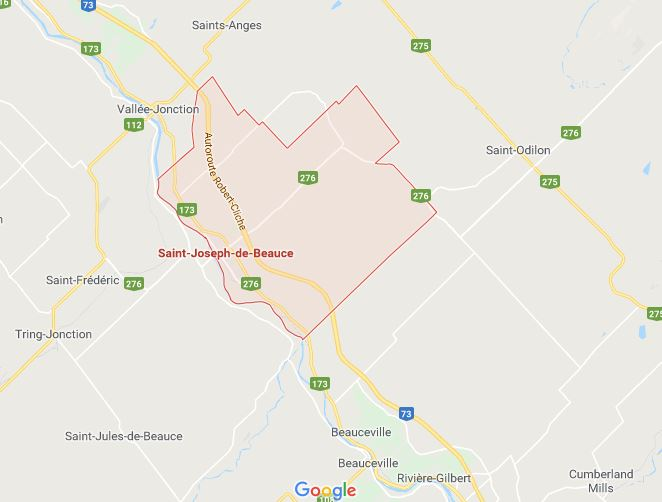 16
73
Saints-Anges
173
275
Vallée-Jonction
112
276
Saint-Odilon
Autoroute Robert-Cliche
276
275
276
173
Saint-Joseph-de-Beauce
Saint-Frédéric
276
276
275
Tring-Jonction
173
73
Saint-Jules-de-Beauce
Beauceville
Beauceville
Rivière-Gilbert
Cumberland
Mills
Google